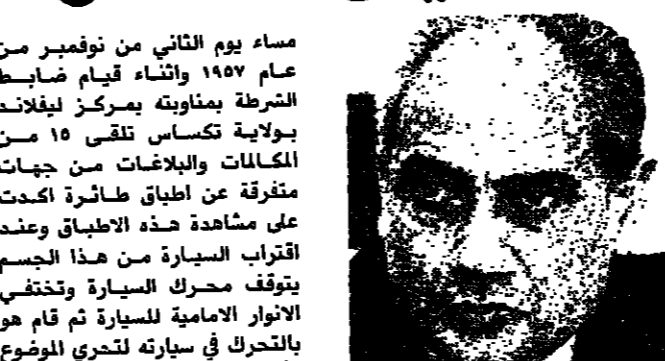 مساء يوم الثاني من نوفمبر من
عام ١٩٥٧ واثناء قيام ضابط
الشرطة بمناوبته بمركز ليفلاند
بولاية تكساس تلقى ١٥ من
المكالمات والبلاغات من جهات
متفرقة عن اطباق طائرة اكدت
على مشاهدة هذه الاطباق وعند
اقتراب السيارة من هذا الجسم
يتوقف محرك السيارة وتختفي
الانوار الامامية للسيارة ثم قام هو
بالتحرك في سيارته لتحري الموضوع